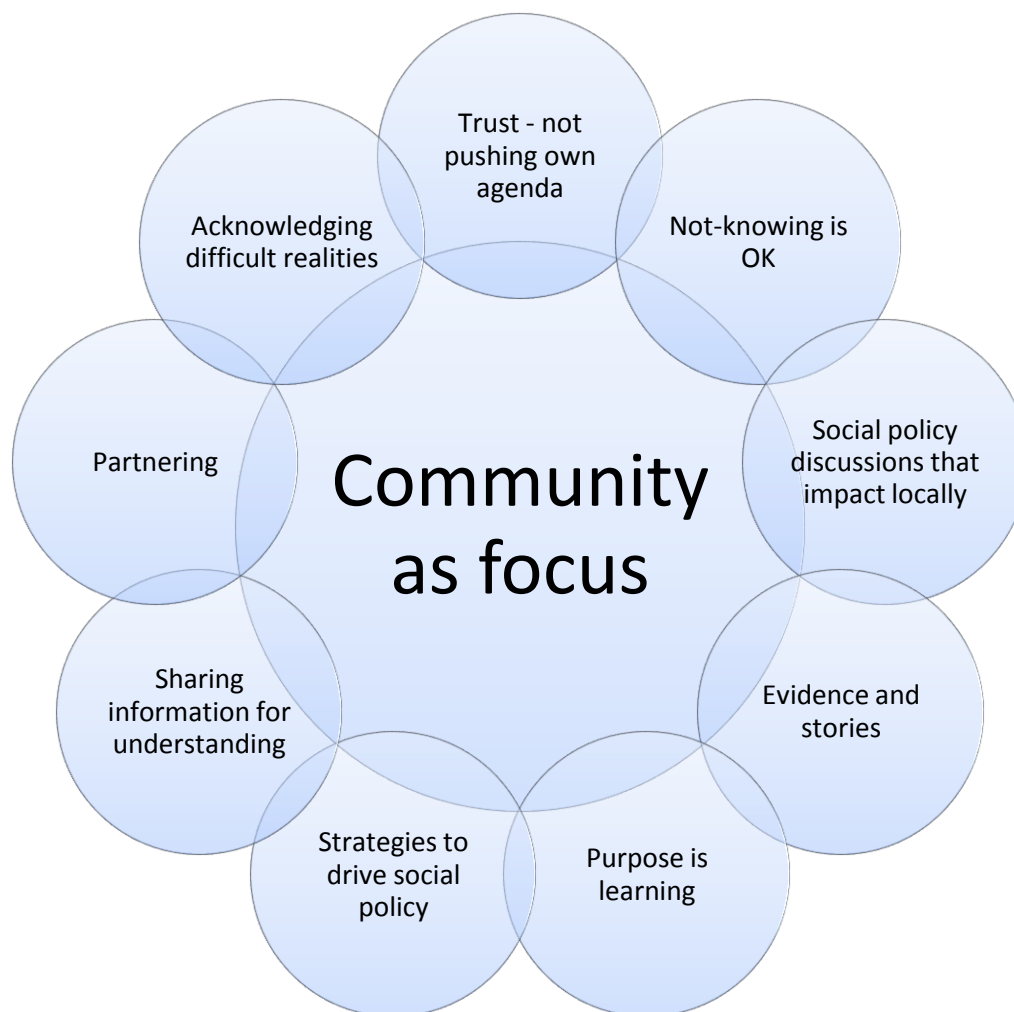 Trust - not
pushing own
agenda
Not-knowing is
OK
Social policy
discussions that
impact locally
Evidence and
stories
Purpose is
learning
Strategies to
drive social
policy
Sharing
information for
understanding
Partnering
Acknowledging
difficult realities
Community
as focus